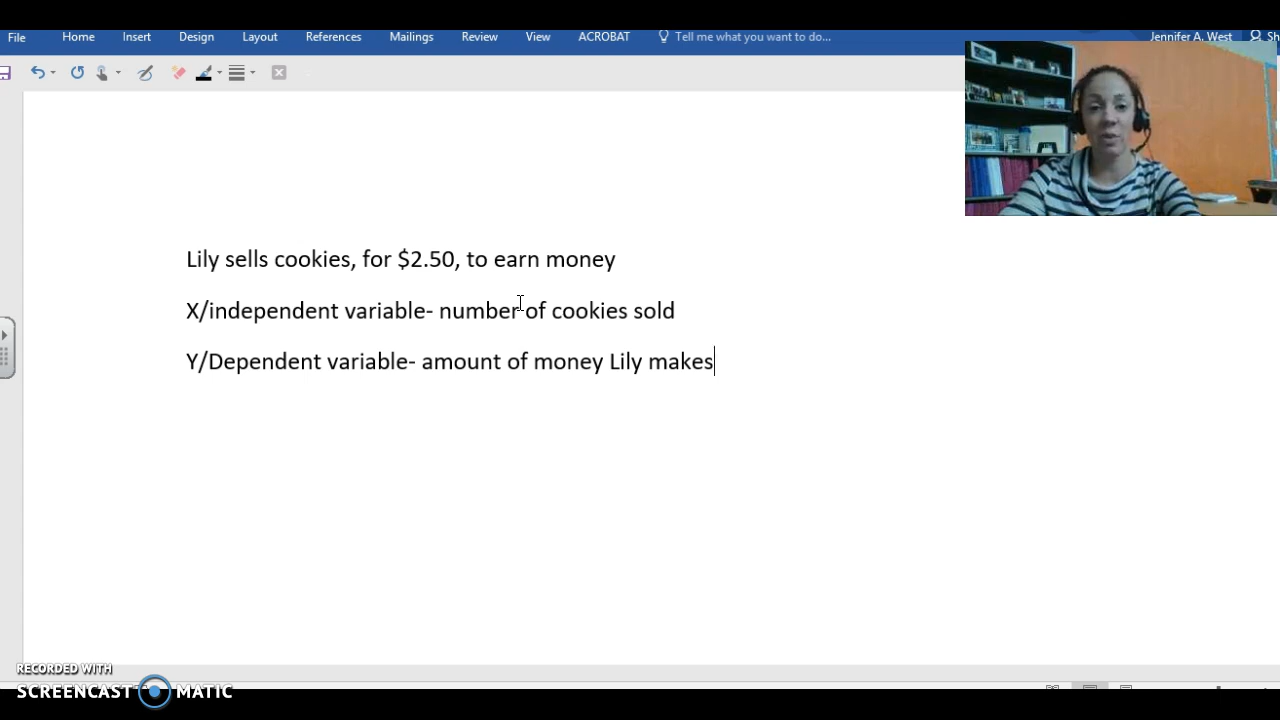 File Home Insert Design Layout References Mailings Review View ACROBAT Tell me what you want to do... Jennifer A. West Sh
Lily sells cookies, for $2.50, to earn money
X/independent variable- number of cookies sold
Y/Dependent variable- amount of money Lily makes
RECORDED WITH
SCREENCAST MATIC